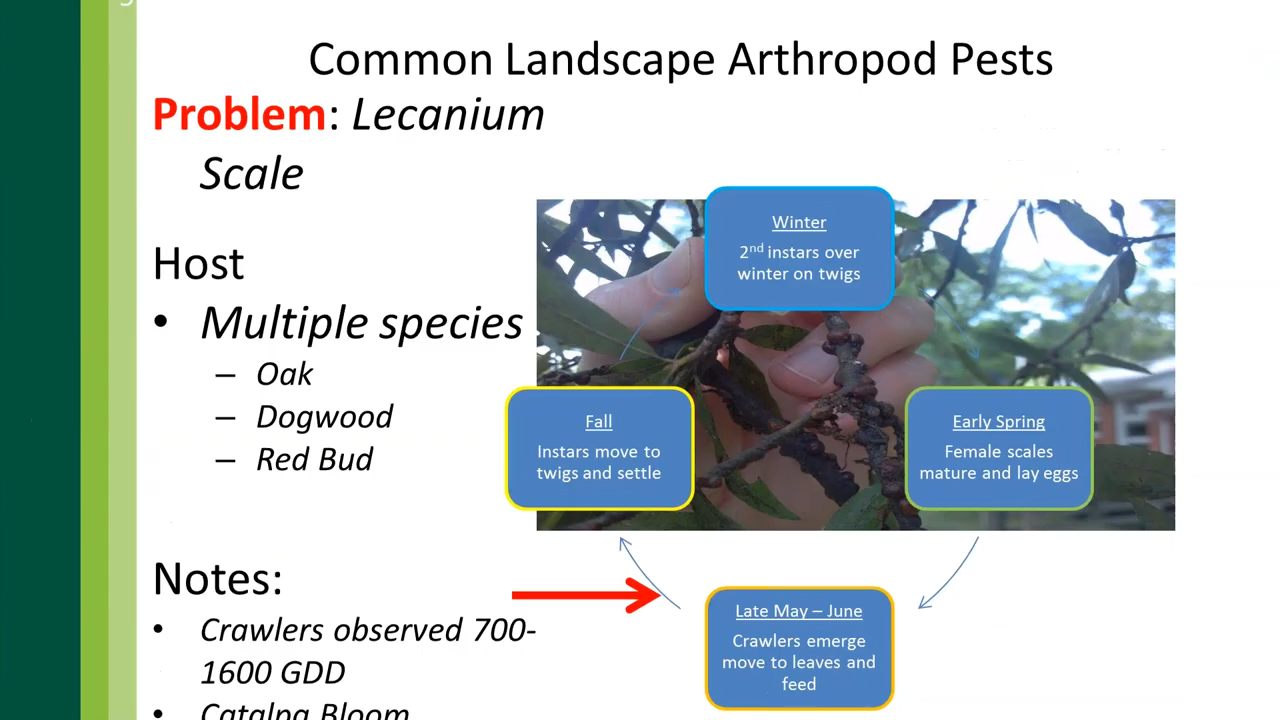 Common Landscape Arthropod Pests
Problem: Lecanium
Scale
Host
• Multiple species
– Oak
– Dogwood
– Red Bud
Notes:
• Crawlers observed 700-
1600 GDD
• Catalpa Bloom
Winter
2nd instars over
winter on twigs
Fall
Instars move to
twigs and settle
Early Spring
Female scales
mature and lay eggs
Late May – June
Crawlers emerge
move to leaves and
feed